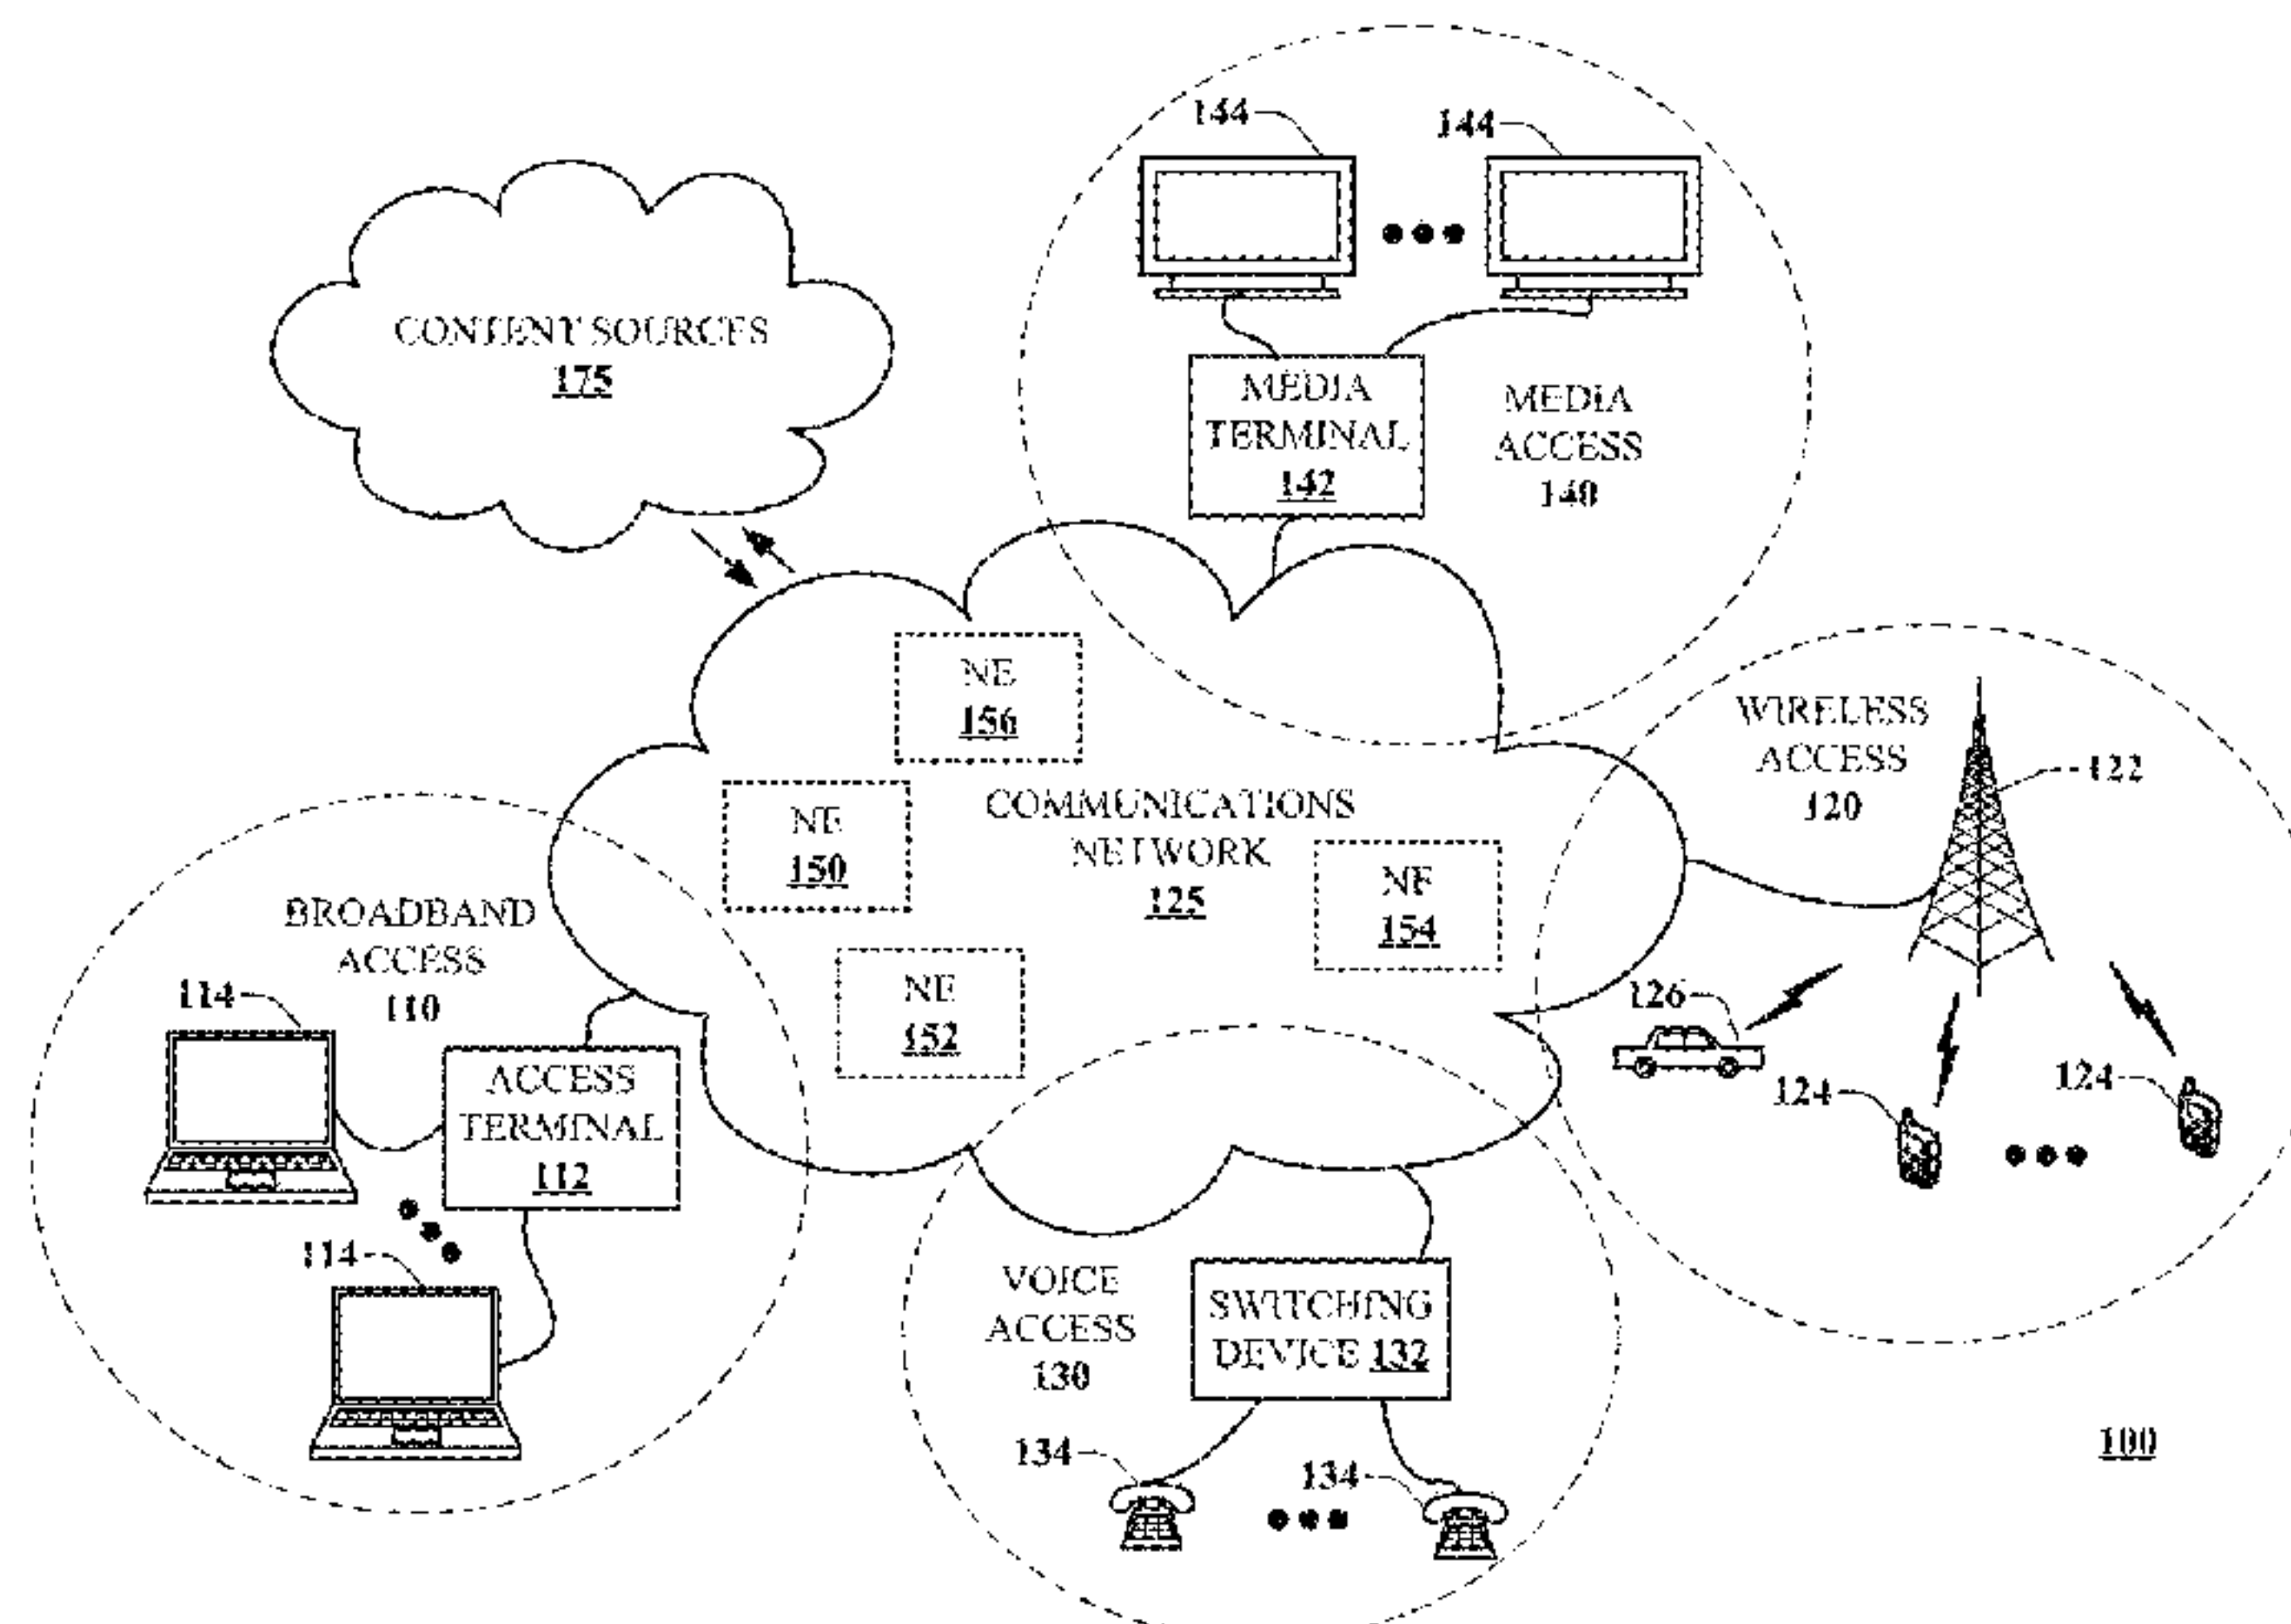 144
144
CONTENT SOURCES
175
MEDIA
TERMINAL
142
MEDIA
ACCESS
140
NE
156
WIRELESS
ACCESS
120
122
NE
150
COMMUNICATIONS
NETWORK
125
NE
154
BROADBAND
ACCESS
110
114
NE
152
126
ACCESS
TERMINAL
112
124
124
114
VOICE
ACCESS
130
SWITCHING
DEVICE 132
134
134
100